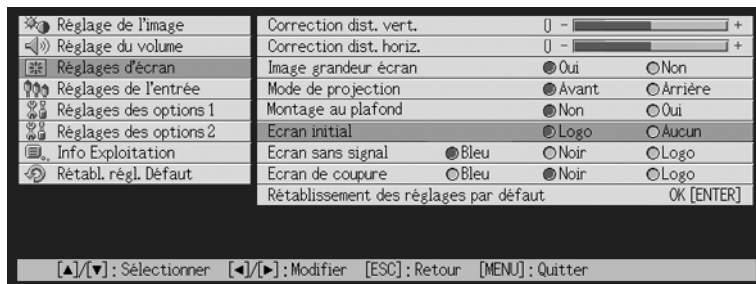 Réglage de l'image
Réglage du volume
Réglages d'écran
Réglages de l'entrée
Réglages des options 1
Réglages des options 2
Info Exploitation
Rétabl. régl. Défaut
Correction dist. vert. 0 - +
Correction dist. horiz. 0 - +
Image grandeur écran Oui Non
Mode de projection Avant Arrière
Montage au plafond Non Oui
Ecran initial Logo Aucun
Ecran sans signal Bleu Noir Logo
Ecran de coupure Bleu Noir Logo
Rétablissement des réglages par défaut OK [ENTER]
[▲]/[▼] : Sélectionner [◄]/[►] : Modifier [ESC] : Retour [MENU] : Quitter